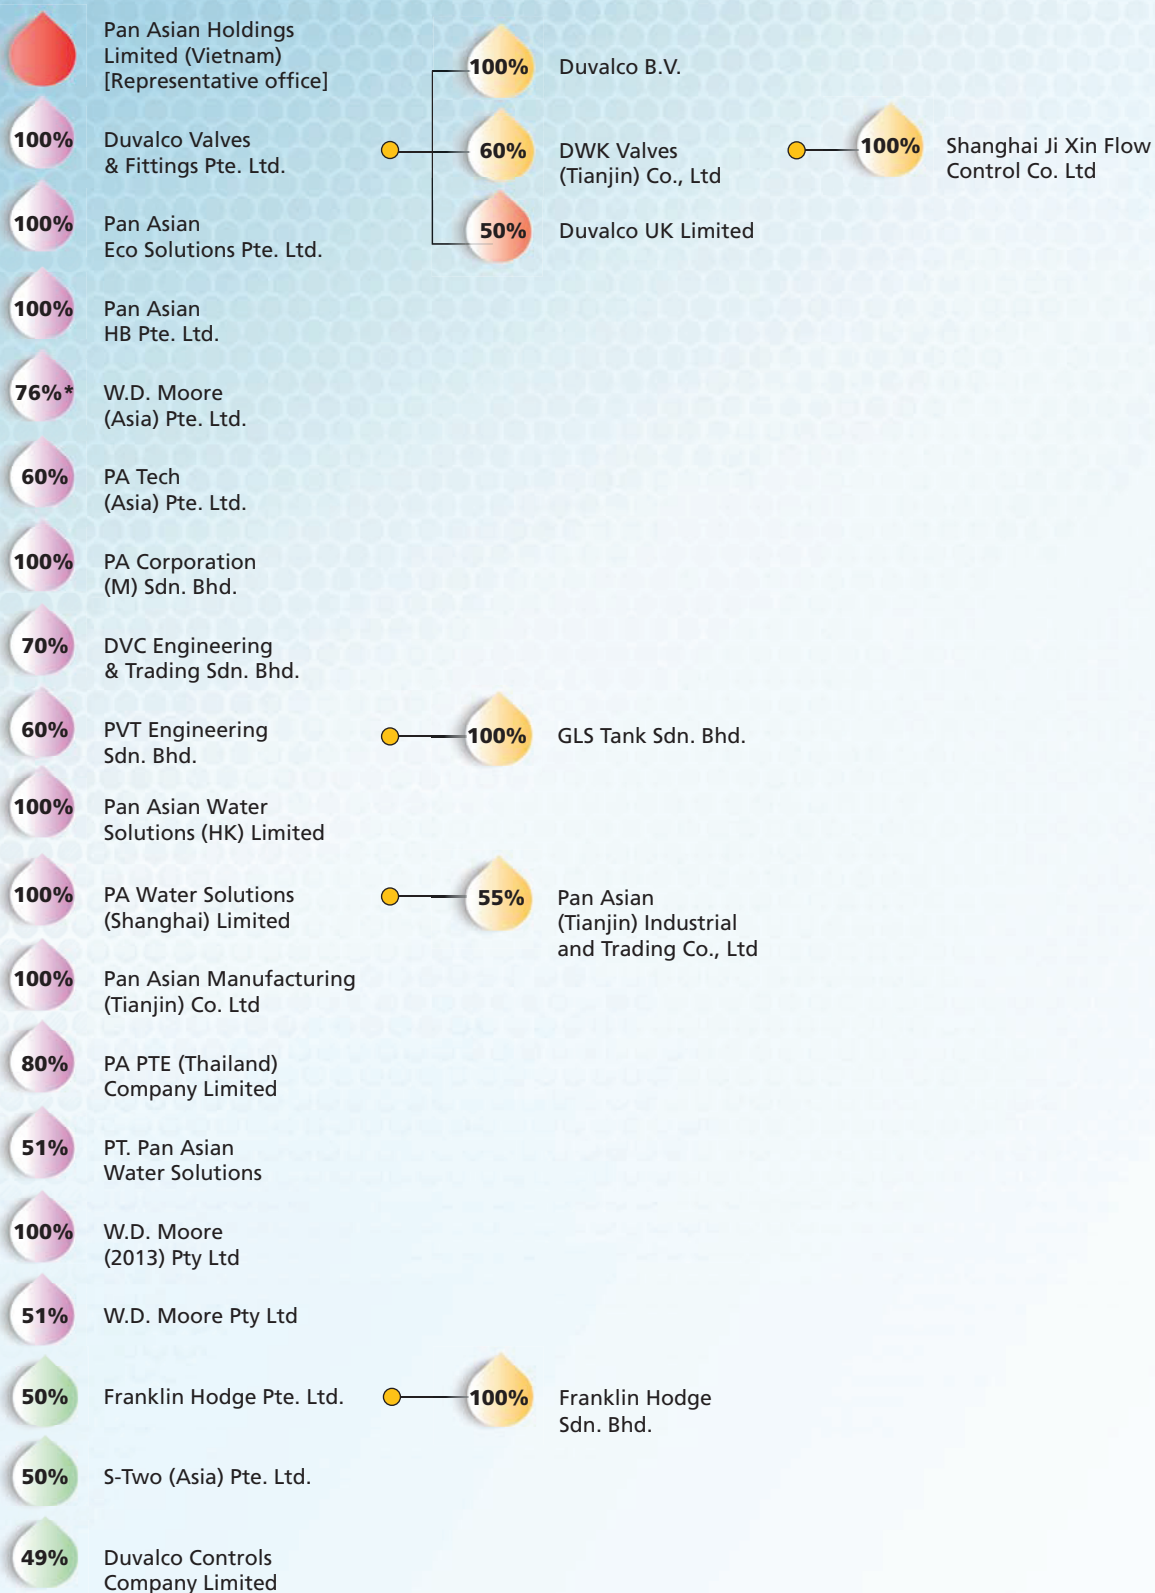 Pan Asian Holdings
Limited (Vietnam)
[Representative office]
100%
Duvalco Valves
& Fittings Pte. Ltd.
100%
Duvalco B.V.
60%
DWK Valves
(Tianjin) Co., Ltd
100%
Shanghai Ji Xin Flow
Control Co. Ltd
50%
Duvalco UK Limited
100%
Pan Asian
Eco Solutions Pte. Ltd.
100%
Pan Asian
HB Pte. Ltd.
76%*
W.D. Moore
(Asia) Pte. Ltd.
60%
PA Tech
(Asia) Pte. Ltd.
100%
PA Corporation
(M) Sdn. Bhd.
70%
DVC Engineering
& Trading Sdn. Bhd.
60%
PVT Engineering
Sdn. Bhd.
100%
GLS Tank Sdn. Bhd.
100%
Pan Asian Water
Solutions (HK) Limited
100%
PA Water Solutions
(Shanghai) Limited
55%
Pan Asian
(Tianjin) Industrial
and Trading Co., Ltd
100%
Pan Asian Manufacturing
(Tianjin) Co. Ltd
80%
PA PTE (Thailand)
Company Limited
51%
PT. Pan Asian
Water Solutions
100%
W.D. Moore
(2013) Pty Ltd
51%
W.D. Moore Pty Ltd
50%
Franklin Hodge Pte. Ltd.
100%
Franklin Hodge
Sdn. Bhd.
50%
S-Two (Asia) Pte. Ltd.
49%
Duvalco Controls
Company Limited